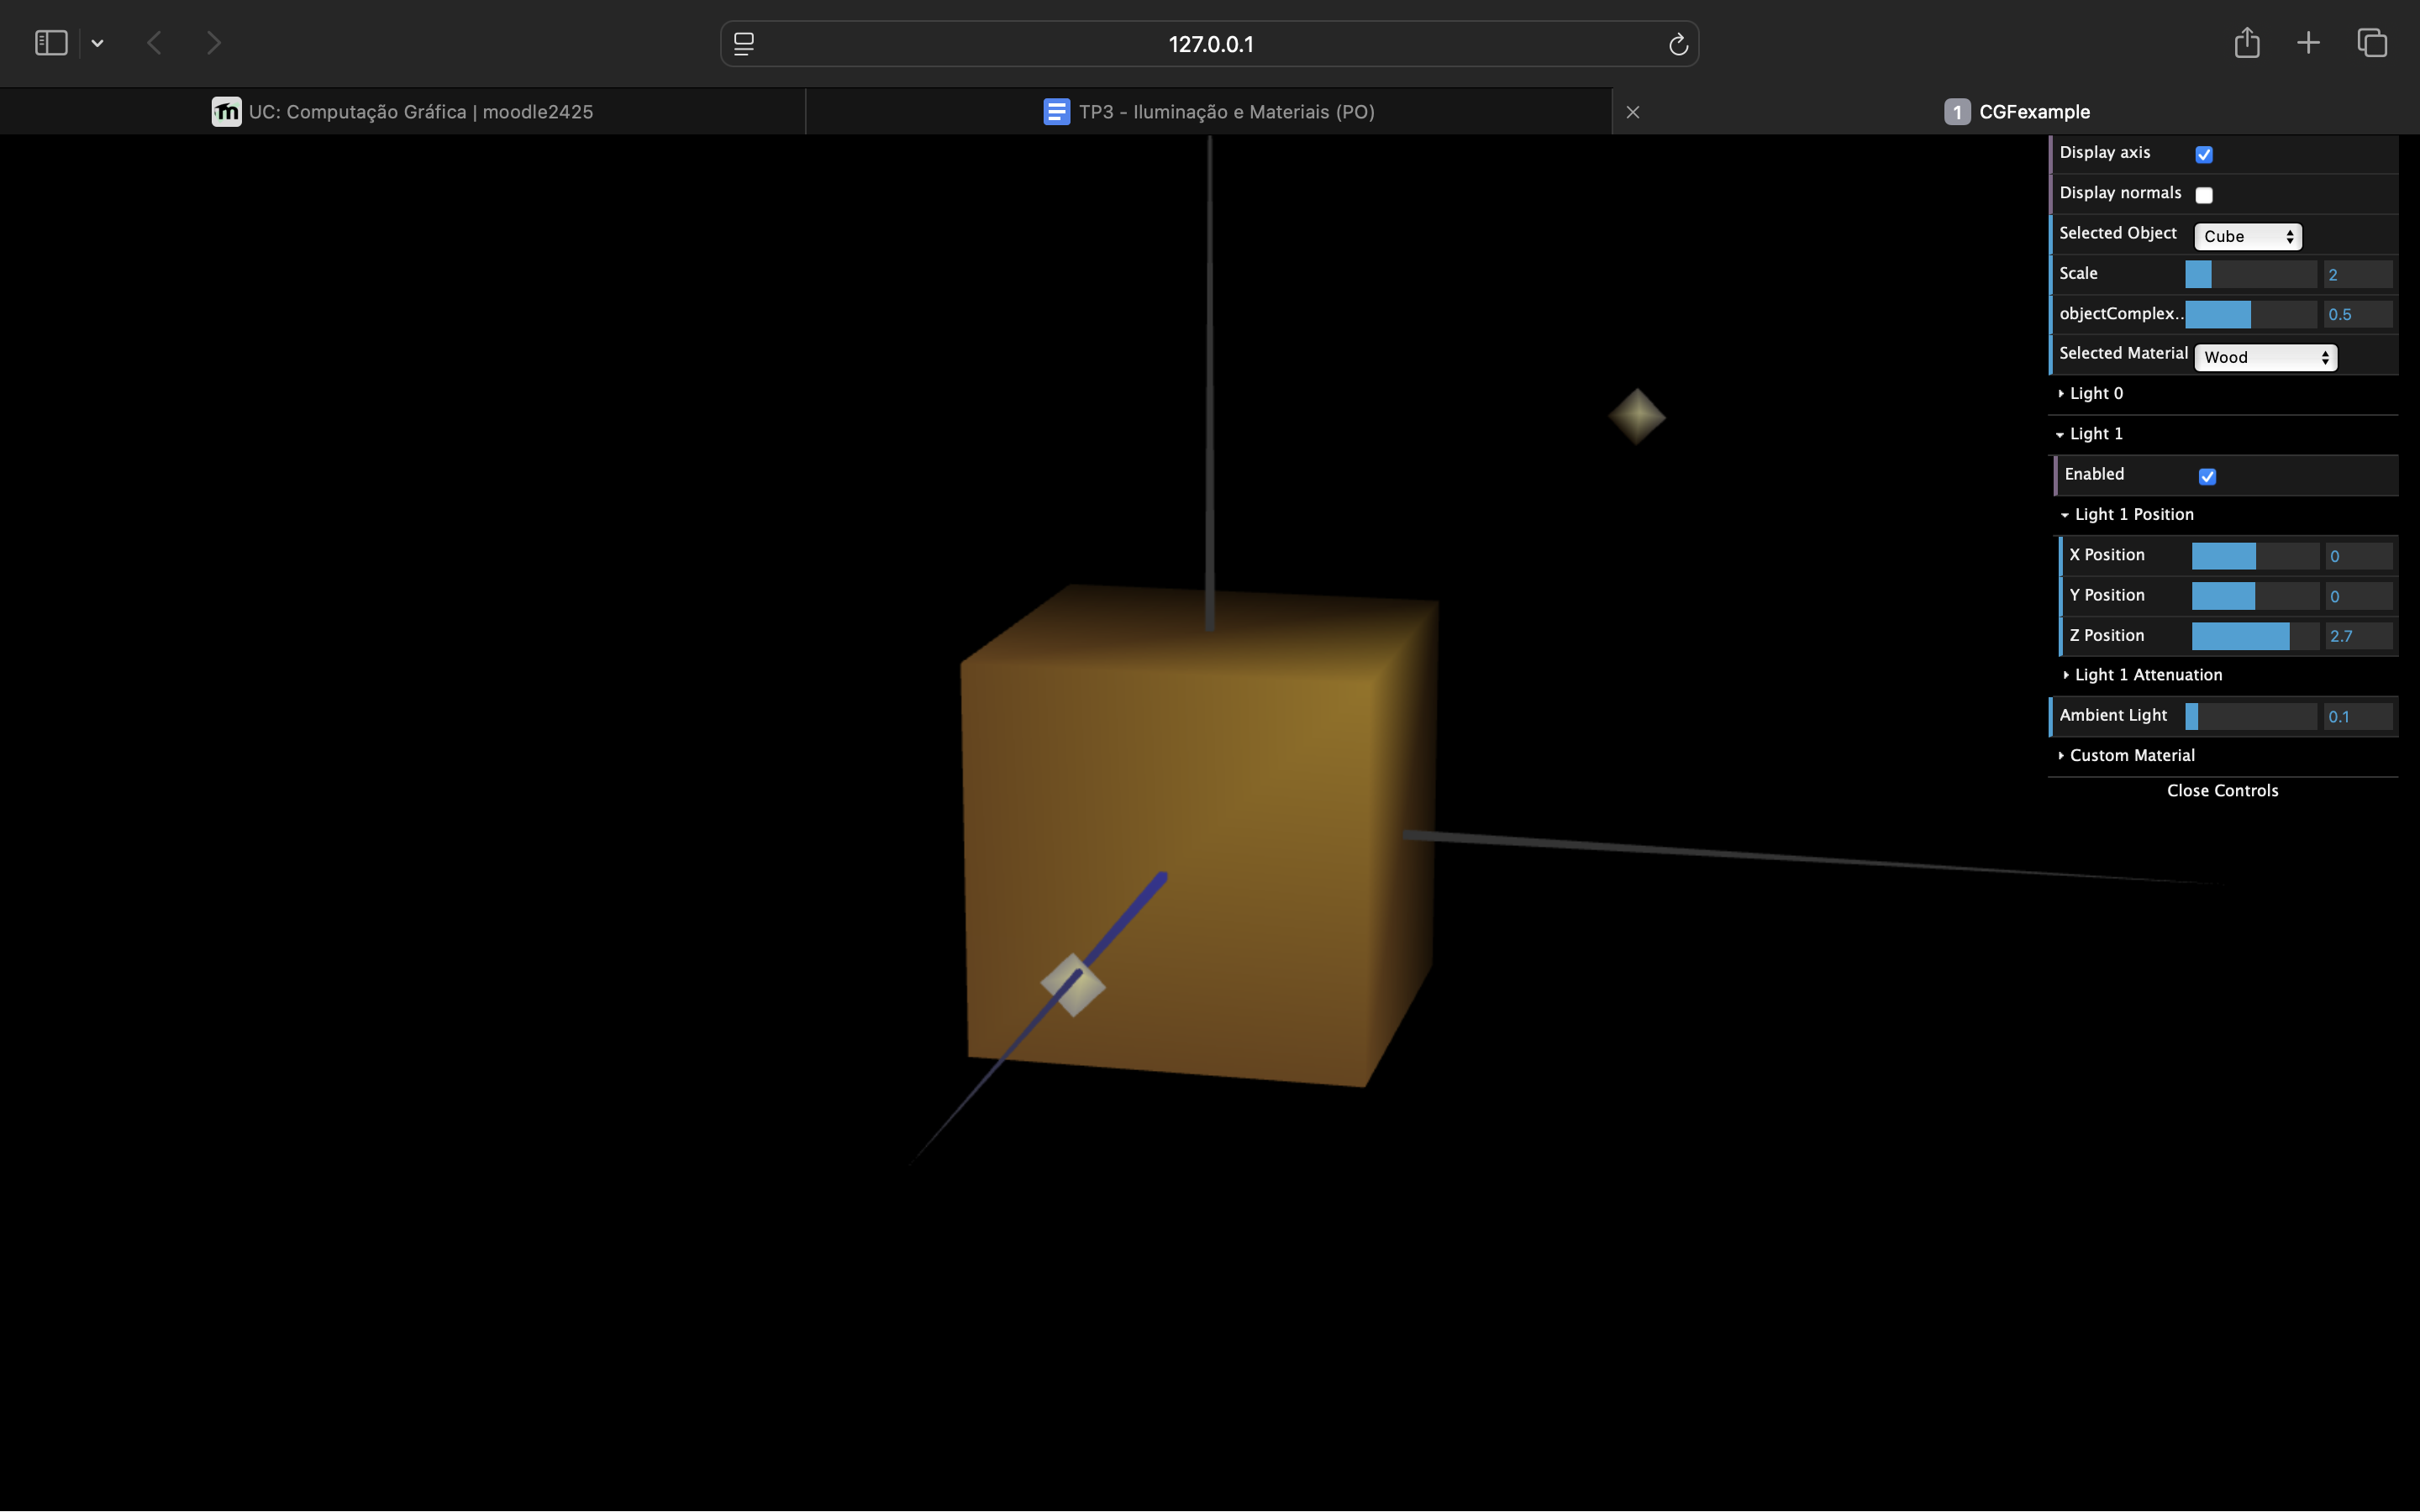 127.0.0.1
UC: Computação Gráfica | moodle2425
TP3 - Iluminação e Materiais (PO)
1 CGFexample
Display axis
Display normals
Selected Object Cube
Scale 2
objectComplex.. 0.5
Selected Material Wood
Light 0
Light 1
Enabled
Light 1 Position
X Position 0
Y Position 0
Z Position 2.7
Light 1 Attenuation
Ambient Light 0.1
Custom Material
Close Controls